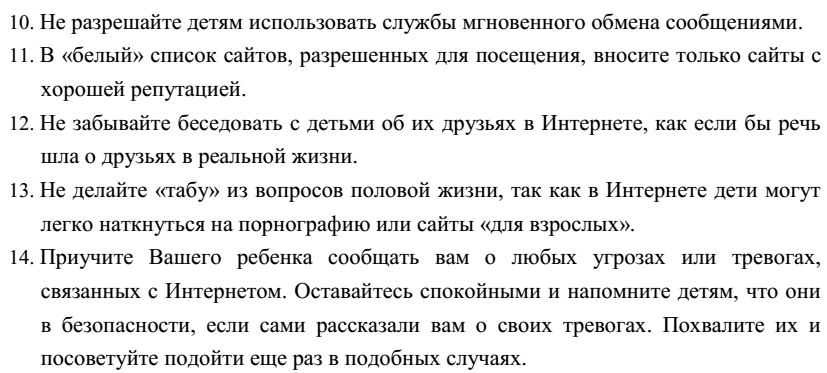 10. Не разрешайте детям использовать службы мгновенного обмена сообщениями.
11. В «белый» список сайтов, разрешенных для посещения, вносите только сайты с
хорошей репутацией.
12. Не забывайте беседовать с детьми об их друзьях в Интернете, как если бы речь
шла о друзьях в реальной жизни.
13. Не делайте «табу» из вопросов половой жизни, так как в Интернете дети могут
легко наткнуться на порнографию или сайты «для взрослых».
14. Приучите Вашего ребенка сообщать вам о любых угрозах или тревогах,
связанных с Интернетом. Оставайтесь спокойными и напомните детям, что они
в безопасности, если сами рассказали вам о своих тревогах. Похвалите их и
посоветуйте подойти еще раз в подобных случаях.